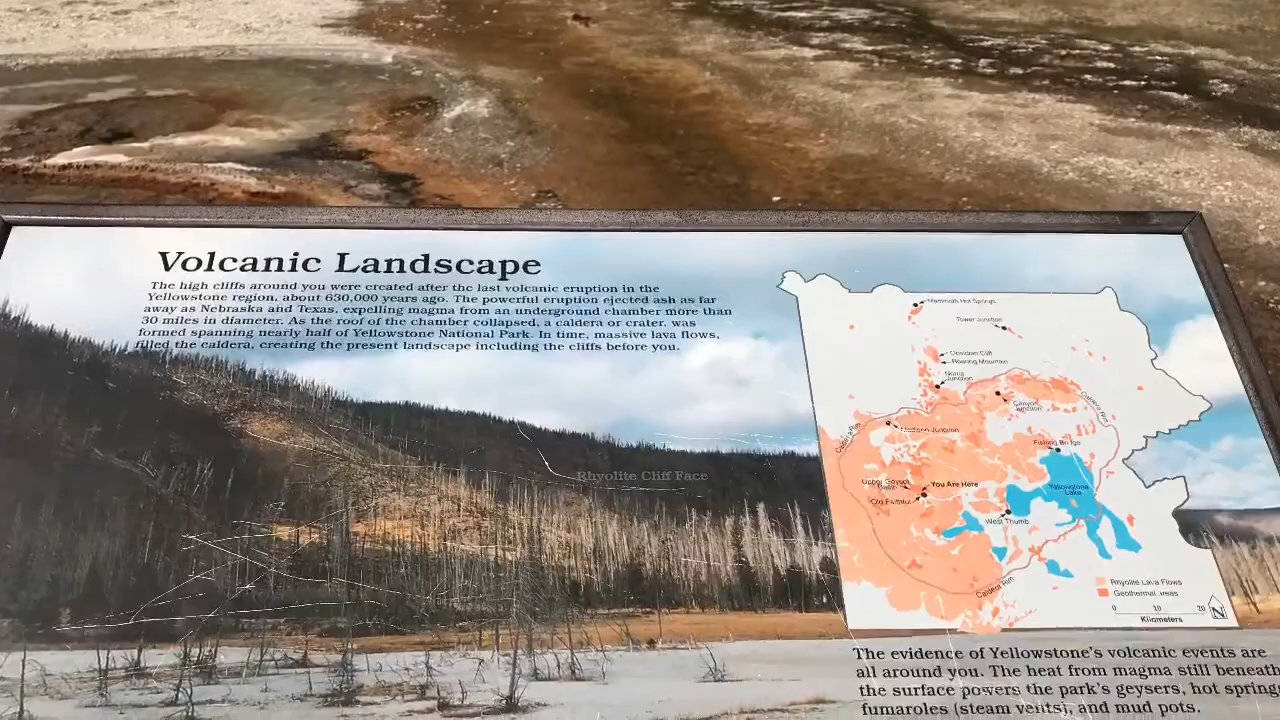 Volcanic Landscape
The high cliffs around you were created after the last volcanic eruption in the
Yellowstone region, about 630,000 years ago. The powerful eruption ejected ash as far
away as Nebraska and Texas, expelling magma from an underground chamber more than
30 miles in diameter. As the roof of the chamber collapsed, a caldera or crater, was
formed spanning nearly half of Yellowstone National Park. In time, massive lava flows,
filled the caldera, creating the present landscape including the cliffs before you.
Rhyolite Cliff Face
Mammoth Hot Springs
Tower Junction
Obsidian Cliff
Roaring Mountain
Norris
Junction
Canyon
Junction
Caldera Rim
Caldera Rim
Madison Junction
Fishing Bridge
Upper Geyser
Basin
You Are Here
Old Faithful
Yellowstone
Lake
West Thumb
Caldera Rim
Rhyolite Lava Flows
Geothermal Areas
0 10 20
Kilometers
N
The evidence of Yellowstone's volcanic events are
all around you. The heat from magma still beneath
the surface powers the park's geysers, hot spring
fumaroles (steam vents), and mud pots.